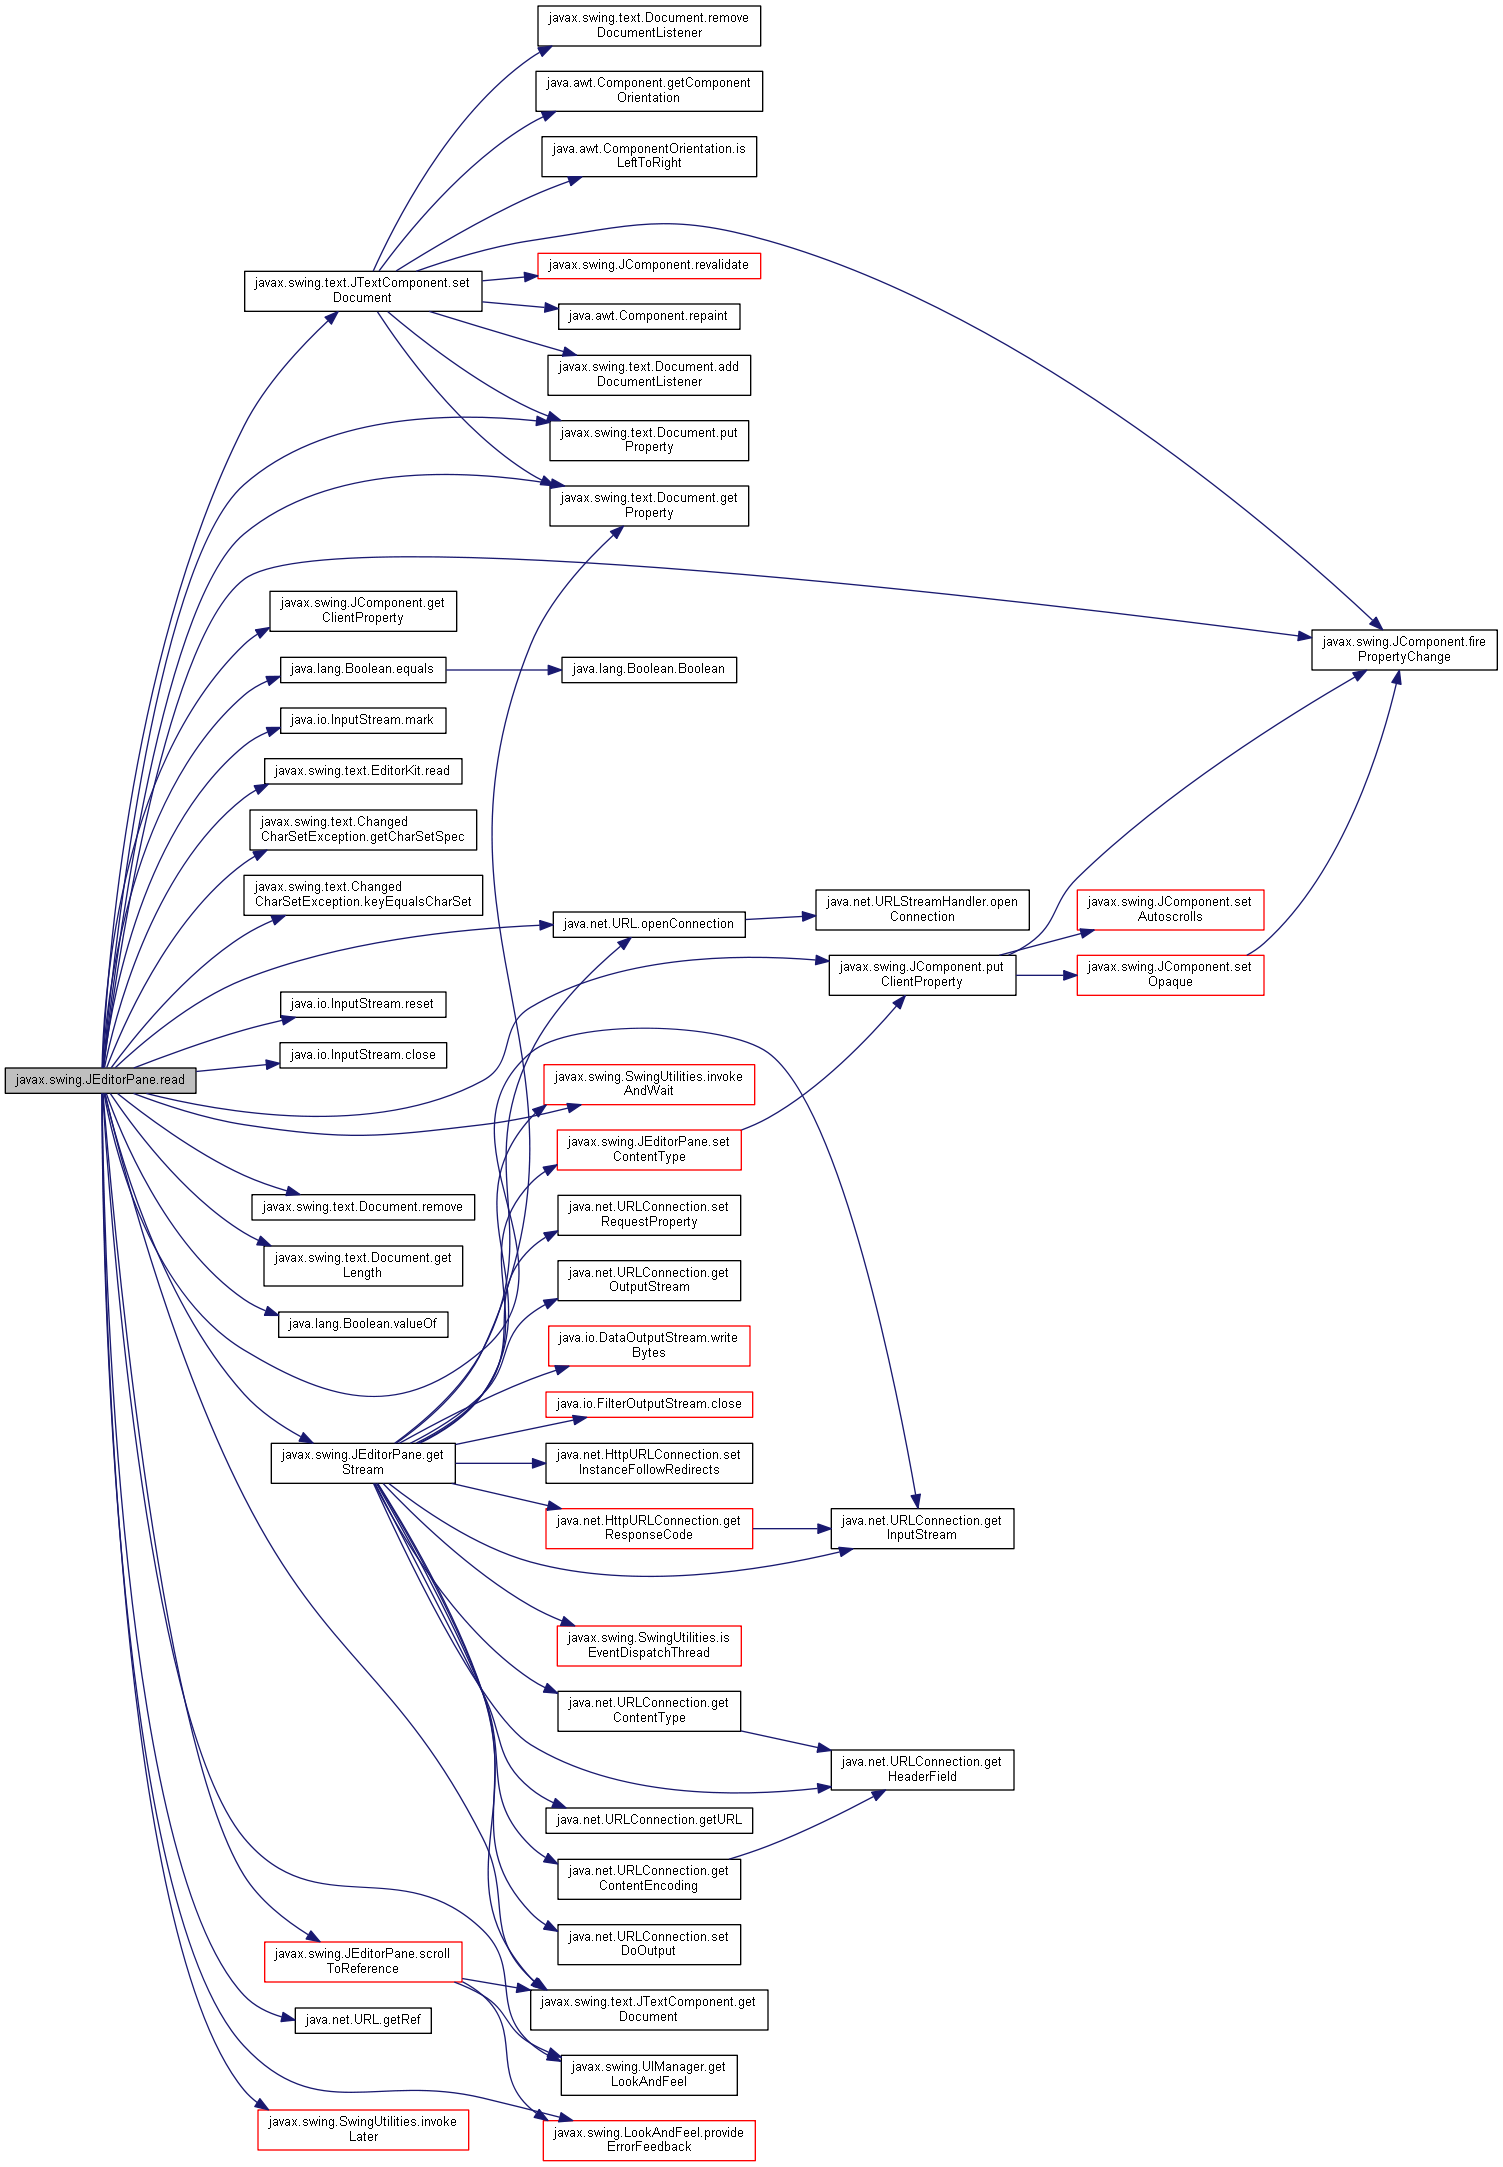 javax.swing.text.Document.remove
DocumentListener
java.awt.Component.getComponent
Orientation
java.awt.ComponentOrientation.is
LeftToRight
javax.swing.JComponent.revalidate
javax.swing.text.JTextComponent.set
Document
java.awt.Component.repaint
javax.swing.text.Document.add
DocumentListener
javax.swing.text.Document.put
Property
javax.swing.text.Document.get
Property
javax.swing.JComponent.get
ClientProperty
javax.swing.JComponent.fire
PropertyChange
java.lang.Boolean.equals
java.lang.Boolean.Boolean
java.io.InputStream.mark
javax.swing.text.EditorKit.read
javax.swing.text.Changed
CharSetException.getCharSetSpec
javax.swing.text.Changed
CharSetException.keyEqualsCharSet
java.net.URL.openConnection
java.net.URLStreamHandler.open
Connection
javax.swing.JComponent.set
Autoscrolls
javax.swing.JComponent.put
ClientProperty
javax.swing.JComponent.set
Opaque
java.io.InputStream.reset
java.io.InputStream.close
javax.swing.JEditorPane.read
javax.swing.SwingUtilities.invoke
AndWait
javax.swing.JEditorPane.set
ContentType
javax.swing.text.Document.remove
java.net.URLConnection.set
RequestProperty
javax.swing.text.Document.get
Length
java.net.URLConnection.get
OutputStream
java.lang.Boolean.valueOf
java.io.DataOutputStream.write
Bytes
java.io.FilterOutputStream.close
javax.swing.JEditorPane.get
Stream
java.net.HttpURLConnection.set
InstanceFollowRedirects
java.net.HttpURLConnection.get
ResponseCode
java.net.URLConnection.get
InputStream
javax.swing.SwingUtilities.is
EventDispatchThread
java.net.URLConnection.get
ContentType
java.net.URLConnection.get
HeaderField
java.net.URLConnection.getURL
java.net.URLConnection.get
ContentEncoding
java.net.URLConnection.set
DoOutput
javax.swing.JEditorPane.scroll
ToReference
javax.swing.text.JTextComponent.get
Document
java.net.URL.getRef
javax.swing.UIManager.get
LookAndFeel
javax.swing.SwingUtilities.invoke
Later
javax.swing.LookAndFeel.provide
ErrorFeedback